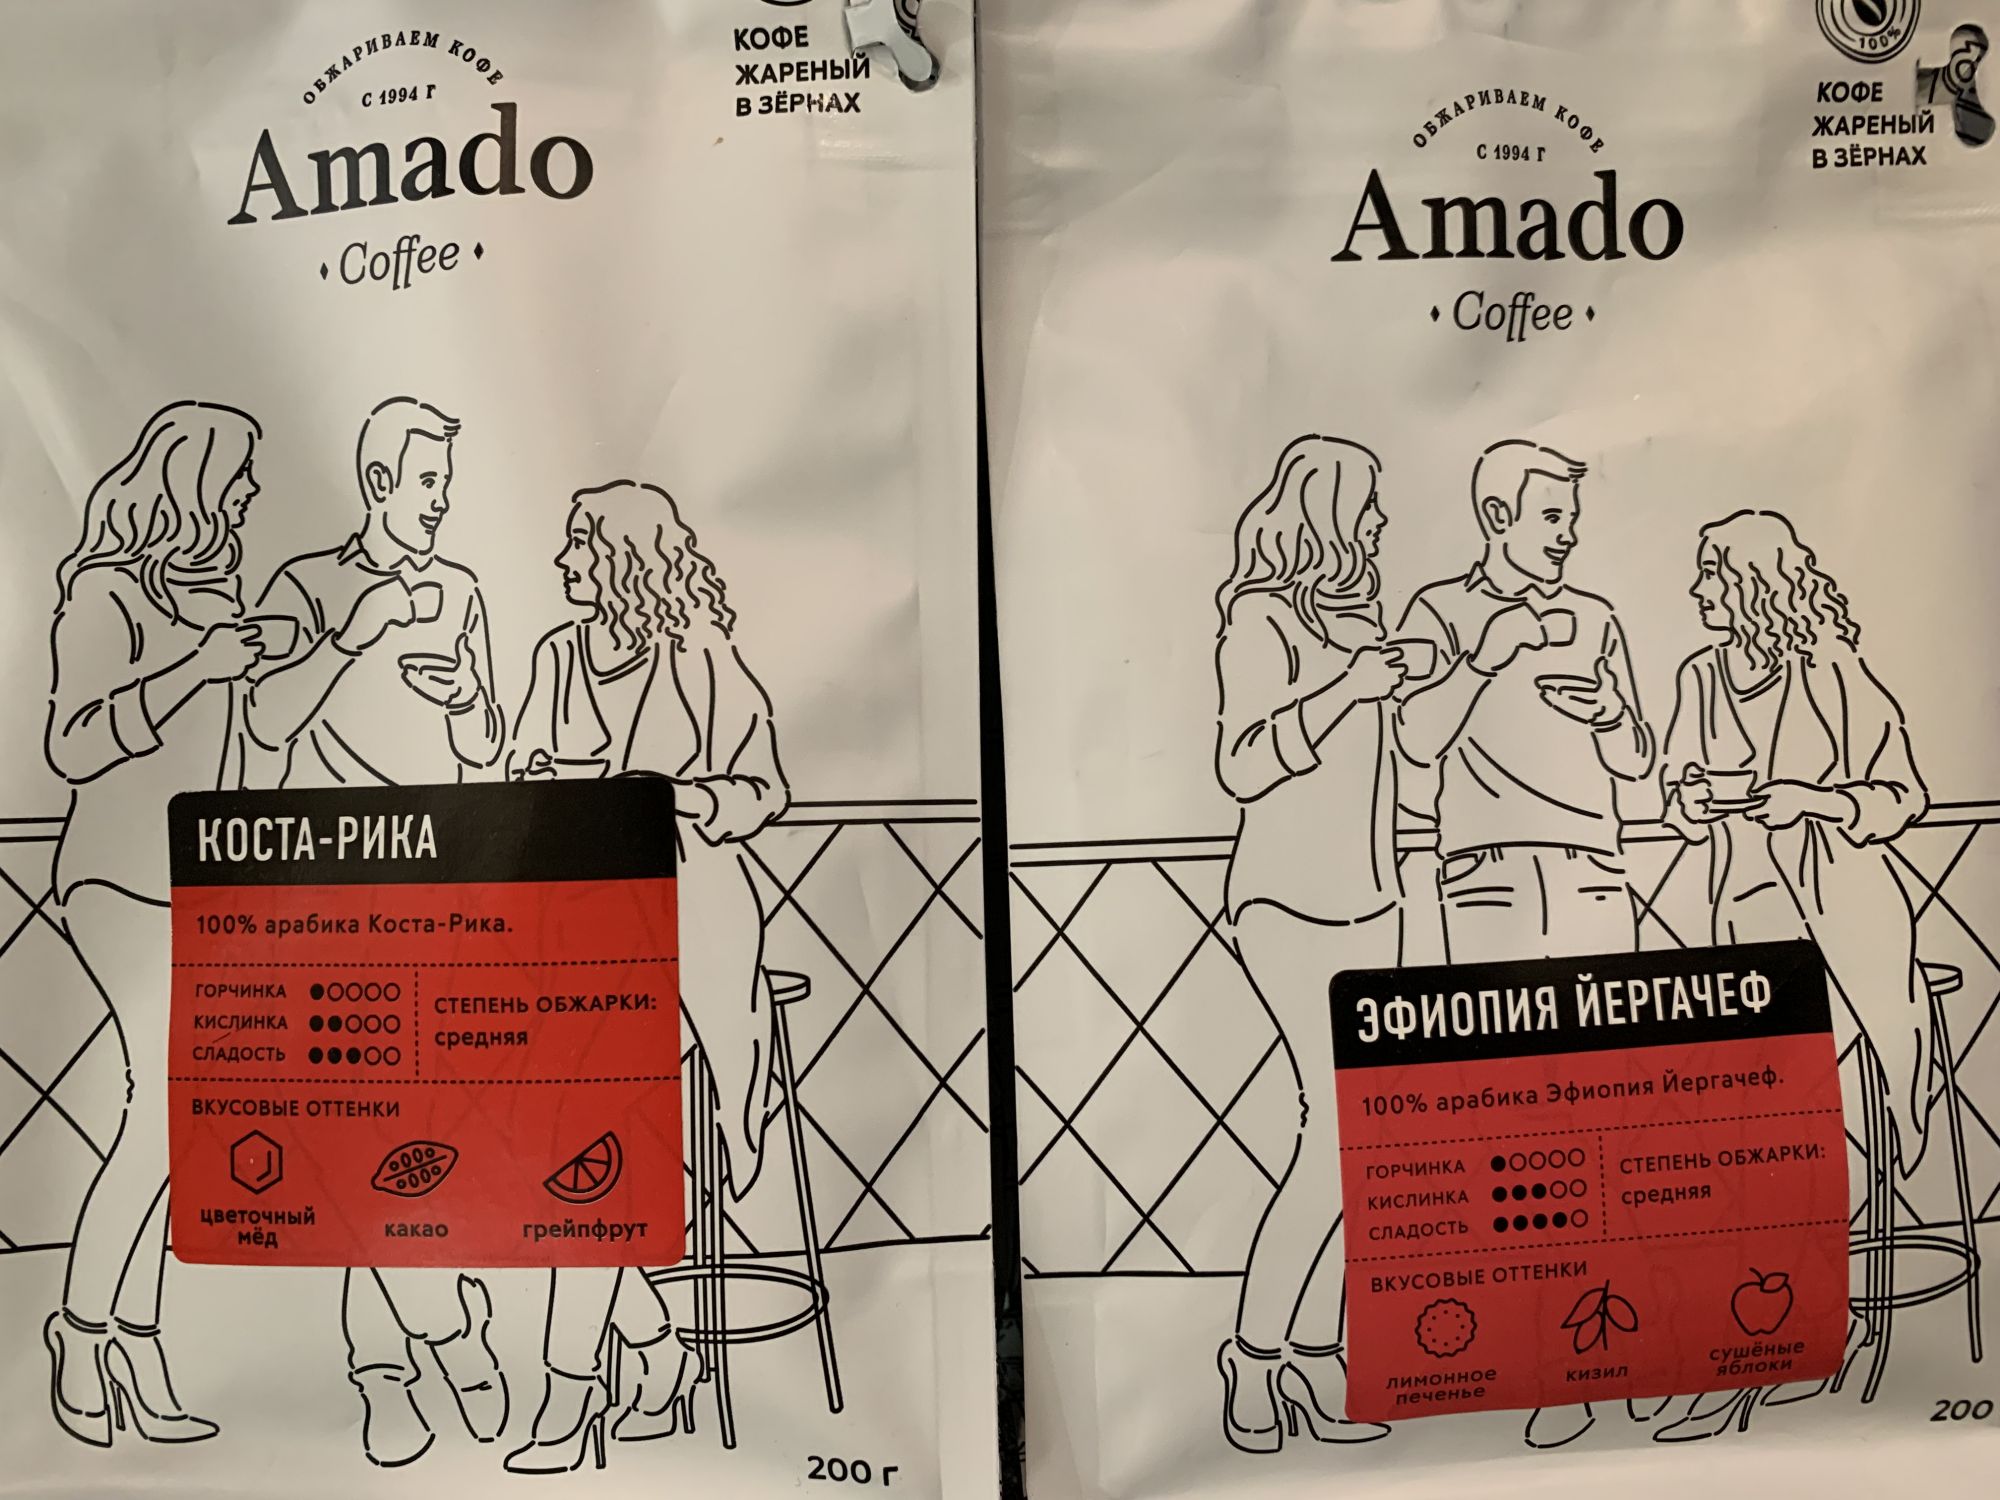 ОБЖАРИВАЕМ КОФЕ
С 1994 Г
Amado
Coffee
КОФЕ
ЖАРЕНЫЙ
В ЗЁРНАХ
КОСТА-РИКА
100% арабика Коста-Рика.
ГОРЧИНКА
КИСЛИНКА
СЛАДОСТЬ
СТЕПЕНЬ ОБЖАРКИ:
средняя
ВКУСОВЫЕ ОТТЕНКИ
цветочный
мёд
какао
грейпфрут
200 г
100%
КОФЕ
ЖАРЕНЫЙ
В ЗЁРНАХ
ОБЖАРИВАЕМ КОФЕ
С 1994 Г
Amado
Coffee
ЭФИОПИЯ ЙЕРГАЧЕФ
100% арабика Эфиопия Йергачеф.
ГОРЧИНКА
КИСЛИНКА
СЛАДОСТЬ
СТЕПЕНЬ ОБЖАРКИ:
средняя
ВКУСОВЫЕ ОТТЕНКИ
лимонное
печенье
кизил
сушёные
яблоки
200